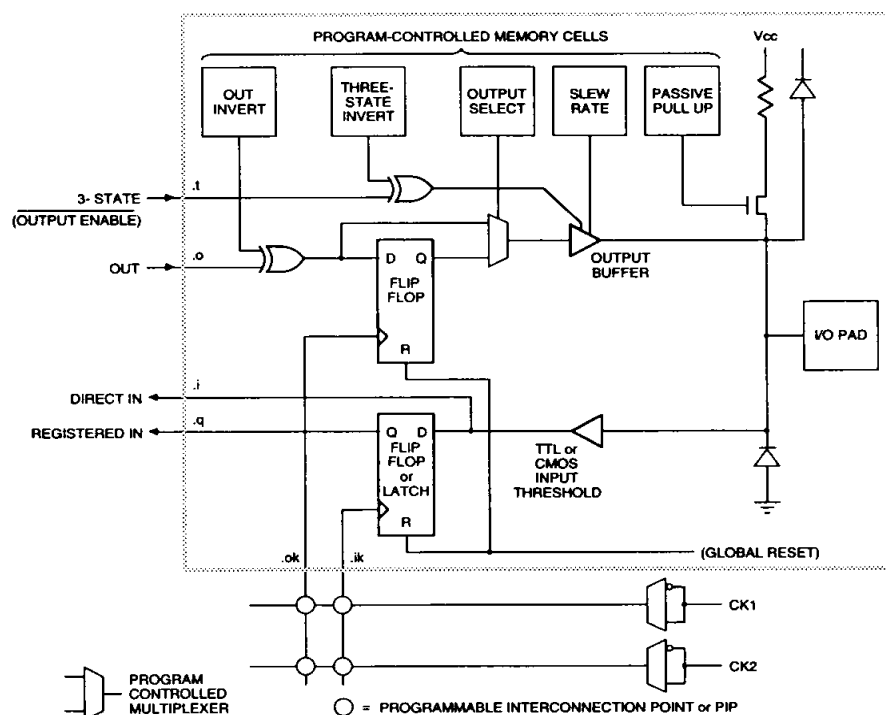 PROGRAM-CONTROLLED MEMORY CELLS
Vcc
OUT
INVERT
THREE-
STATE
INVERT
OUTPUT
SELECT
SLEW
RATE
PASSIVE
PULL UP
3- STATE
(OUTPUT ENABLE)
.t
OUT
.o
D Q
FLIP
FLOP
R
OUTPUT
BUFFER
I/O PAD
DIRECT IN
.i
REGISTERED IN
.q
Q D
FLIP
FLOP
or
LATCH
R
TTL or
CMOS
INPUT
THRESHOLD
.ok
.ik
(GLOBAL RESET)
CK1
CK2
PROGRAM
CONTROLLED
MULTIPLEXER
= PROGRAMMABLE INTERCONNECTION POINT or PIP